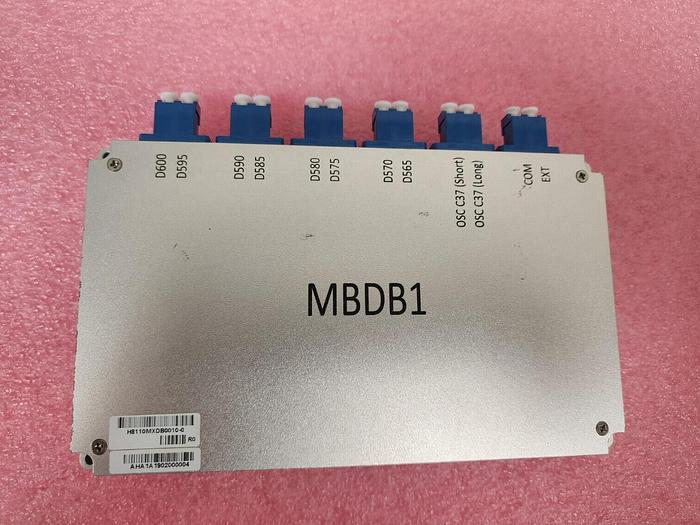 D600
D595
D590
D585
D580
D575
D570
D565
OSC C37 (Short)
OSC C37 (Long)
COM
EXT
MBDB1
H8110MXDB0010-0
R0
AHA1A1902000004